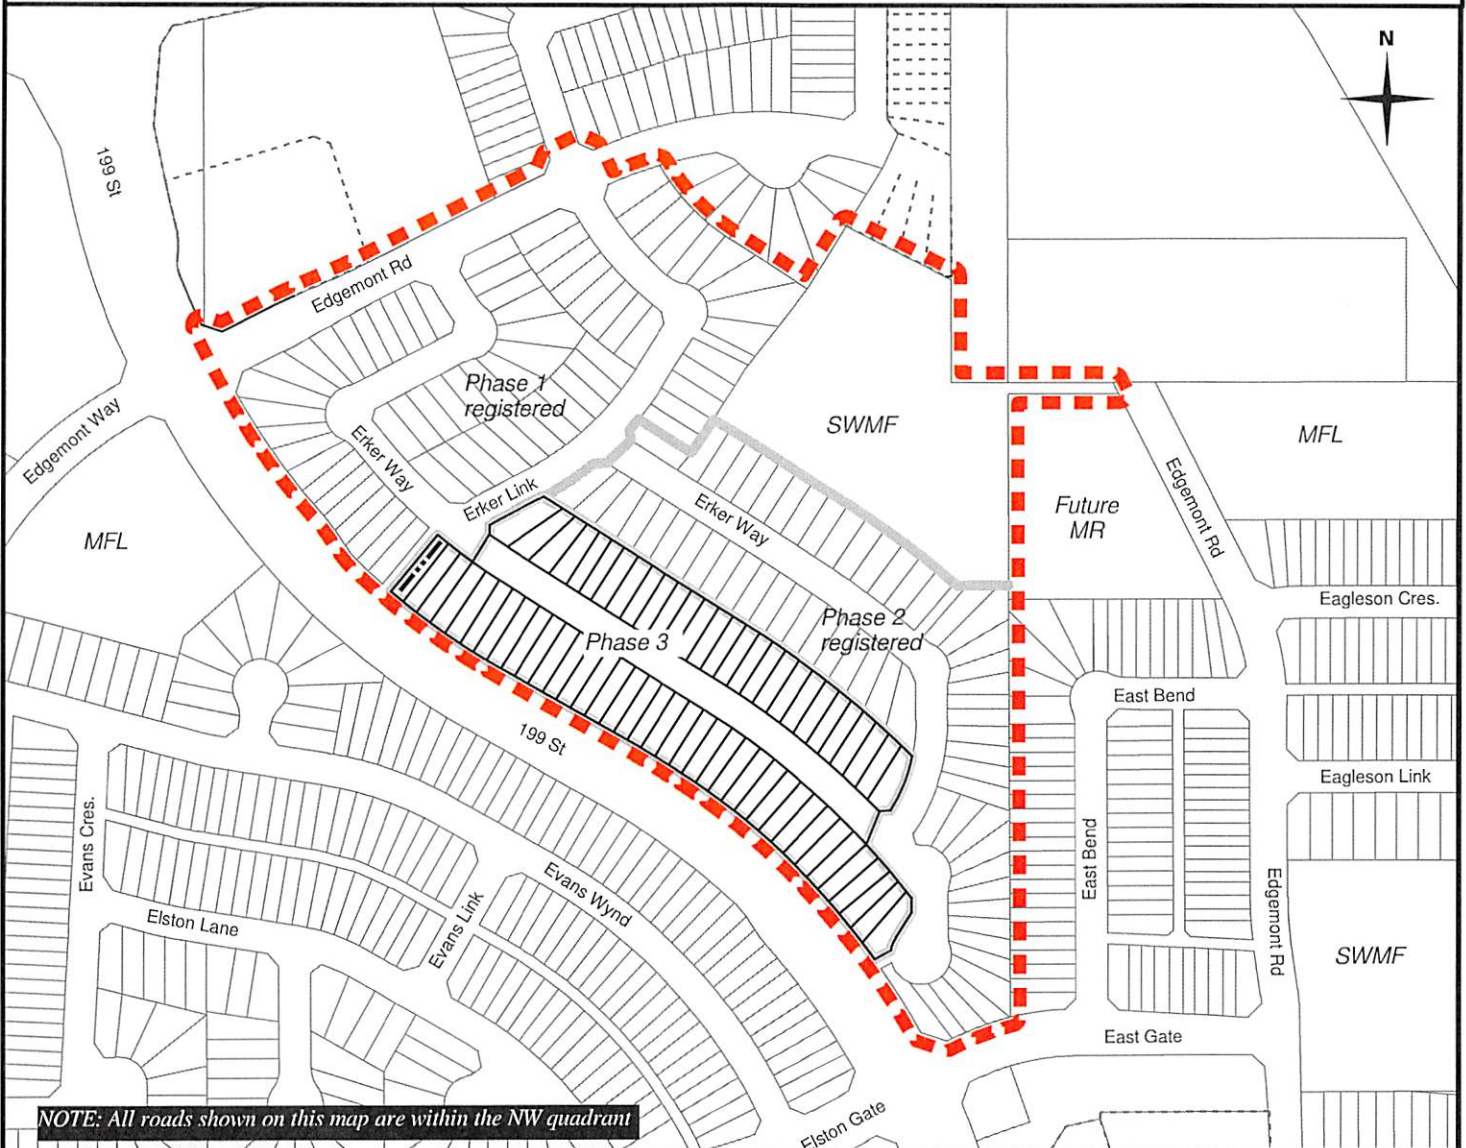 N
199 St
Edgemont Rd
Phase 1
registered
Edgemont Way
Erker Way
Erker Link
SWMF
MFL
Edgemont Rd
Future
MR
Erker Way
MFL
Eagleson Cres.
Phase 2
registered
Phase 3
East Bend
199 St
Eagleson Link
Evans Cres.
East Bend
Evans Wynd
Edgemont Rd
Elston Lane
Evans Link
SWMF
East Gate
NOTE: All roads shown on this map are within the NW quadrant
Elston Gate